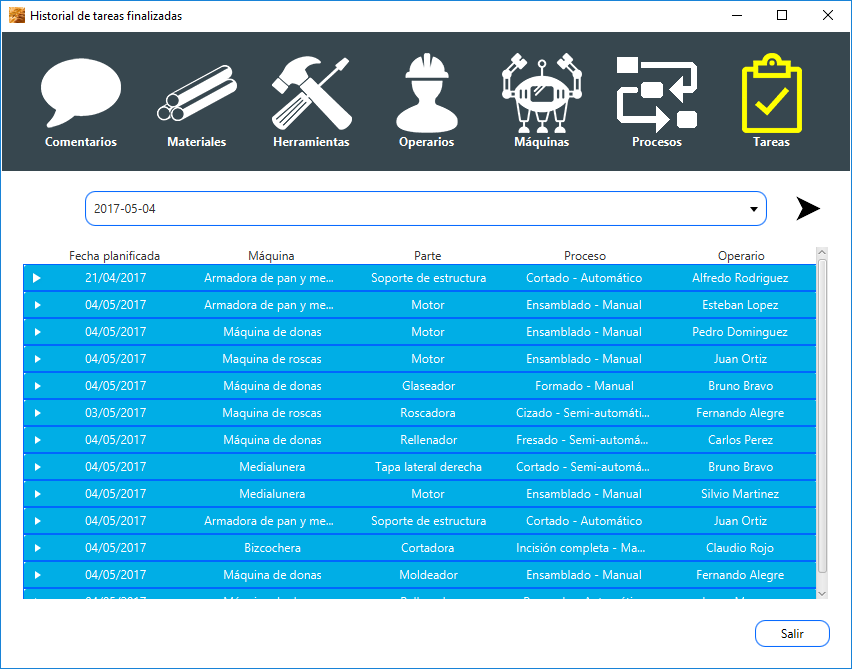 Historial de tareas finalizadas
Comentarios Materiales Herramientas Operarios Máquinas Procesos Tareas
2017-05-04
Fecha planificada Máquina Parte Proceso Operario
21/04/2017 Armadora de pan y me... Soporte de estructura Cortado - Automático Alfredo Rodriguez
04/05/2017 Armadora de pan y me... Motor Ensamblado - Manual Esteban Lopez
04/05/2017 Máquina de donas Motor Ensamblado - Manual Pedro Dominguez
04/05/2017 Maquina de roscas Motor Ensamblado - Manual Juan Ortiz
04/05/2017 Máquina de donas Glaseador Formado - Manual Bruno Bravo
03/05/2017 Maquina de roscas Roscadora Cizado - Semi-automáti... Fernando Alegre
04/05/2017 Máquina de donas Rellenador Fresado - Semi-automá... Carlos Perez
04/05/2017 Medialunera Tapa lateral derecha Cortado - Semi-automá... Bruno Bravo
04/05/2017 Medialunera Motor Ensamblado - Manual Silvio Martinez
04/05/2017 Armadora de pan y me... Soporte de estructura Cortado - Automático Juan Ortiz
04/05/2017 Bizcochera Cortadora Incisión completa - Ma... Claudio Rojo
04/05/2017 Máquina de donas Moldeador Ensamblado - Manual Fernando Alegre
Salir